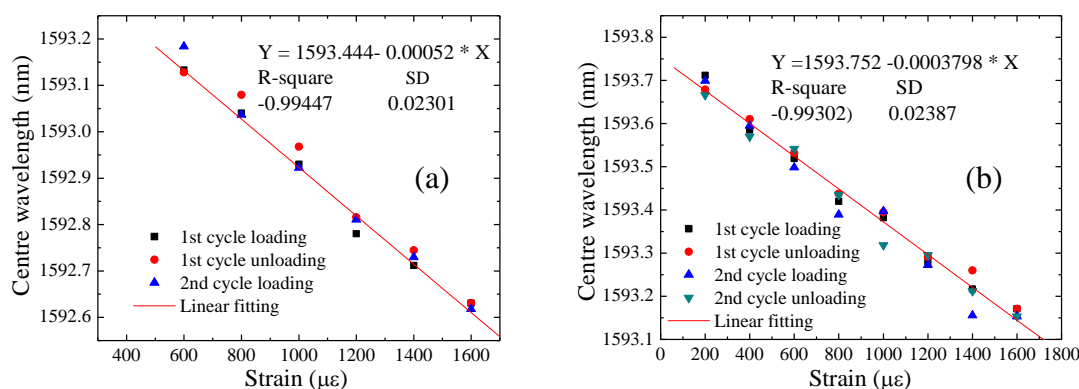 1593.2
1593.1
1593.0
1592.9
1592.8
1592.7
1592.6
Centre wavelength (nm)
Y = 1593.444- 0.00052 * X
R-square SD
-0.99447 0.02301
(a)
1st cycle loading
1st cycle unloading
2nd cycle loading
Linear fitting
400 600 800 1000 1200 1400 1600
Strain (με)
1593.8
1593.7
1593.6
1593.5
1593.4
1593.3
1593.2
1593.1
Centre wavelength (nm)
Y =1593.752 -0.0003798 * X
R-square SD
-0.99302) 0.02387
(b)
1st cycle loading
1st cycle unloading
2nd cycle loading
2nd cycle unloading
Linear fitting
0 200 400 600 800 1000 1200 1400 1600 1800
Strain (με)